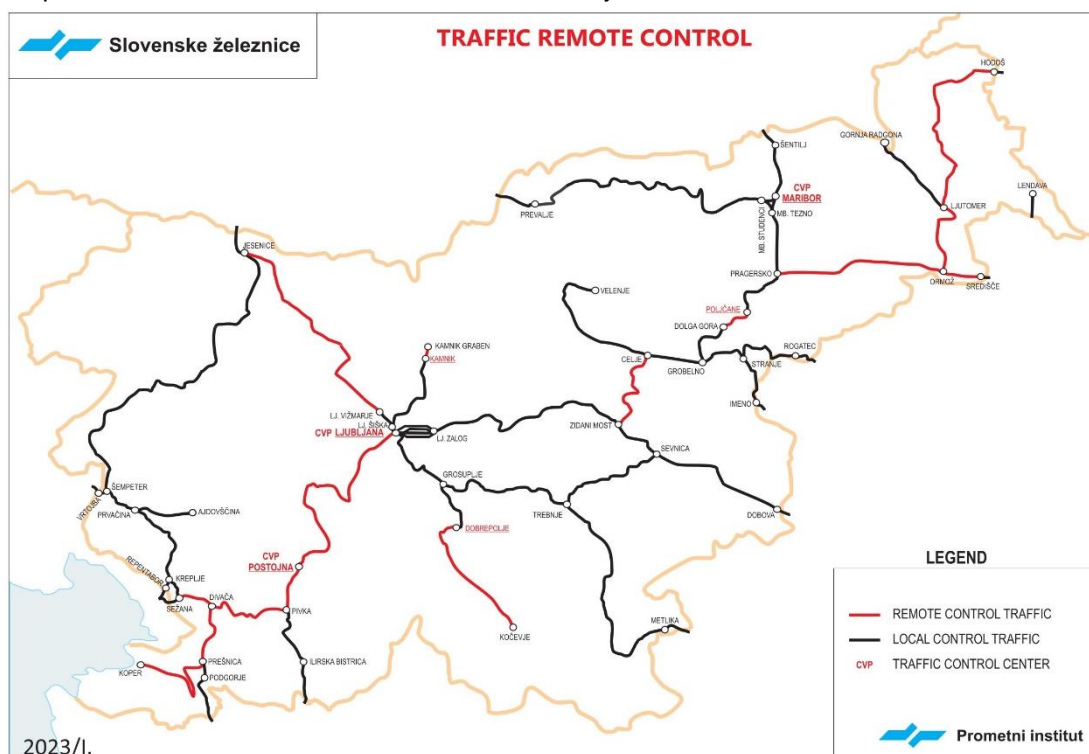 Slovenske železnice
TRAFFIC REMOTE CONTROL
HODOŠ
GORNJA RADGONA
ŠENTILJ
LENDAVA
CVP
MARIBOR
PREVALJE
MB. STUDENCI
MB. TEZNO
LJUTOMER
JESENICE
PRAGERSKO
ORMOŽ
SREDIŠČE
VELENJE
POLJČANE
DOLGA GORA
KAMNIK GRABEN
KAMNIK
CELJE
GROBELNO
STRANJE
ROGATEC
IMENO
LJ. VIŽMARJE
LJ. ŠIŠKA
CVP LJUBLJANA
LJ. ZALOG
ZIDANI MOST
SEVNICA
GROSUPLJE
ŠEMPETER
VRTOJBA
PRVAČINA
AJDOVŠČINA
TREBNJE
DOBOVA
DOBREPOLJE
CVP
POSTOJNA
REPENTABOR
KREPLJE
SEŽANA
DIVAČA
PIVKA
KOČEVJE
METLIKA
KOPER
PREŠNICA
PODGORJE
ILIRSKA BISTRICA
LEGEND
REMOTE CONTROL TRAFFIC
LOCAL CONTROL TRAFFIC
CVP TRAFFIC CONTROL CENTER
2023/I.
Prometni institut